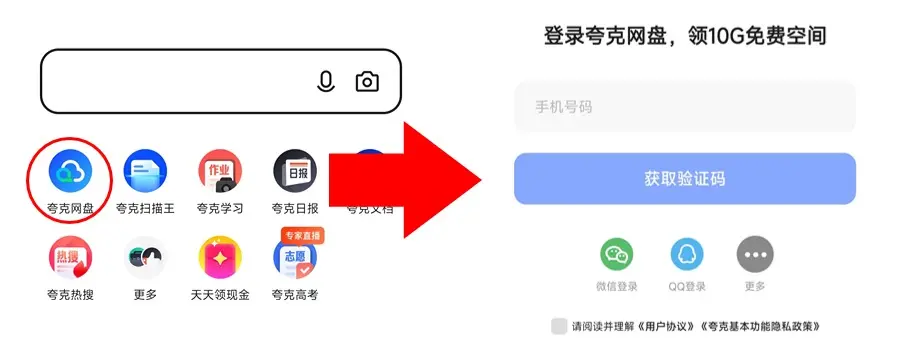 作业
日报
夸克网盘
夸克扫描王
夸克学习
夸克日报
夸克文档
专家直播
热搜
志愿
夸克热搜
更多
天天领现金
夸克高考
登录夸克网盘，领10G免费空间
手机号码
获取验证码
微信登录
QQ登录
更多
请阅读并理解《用户协议》《夸克基本功能隐私政策》